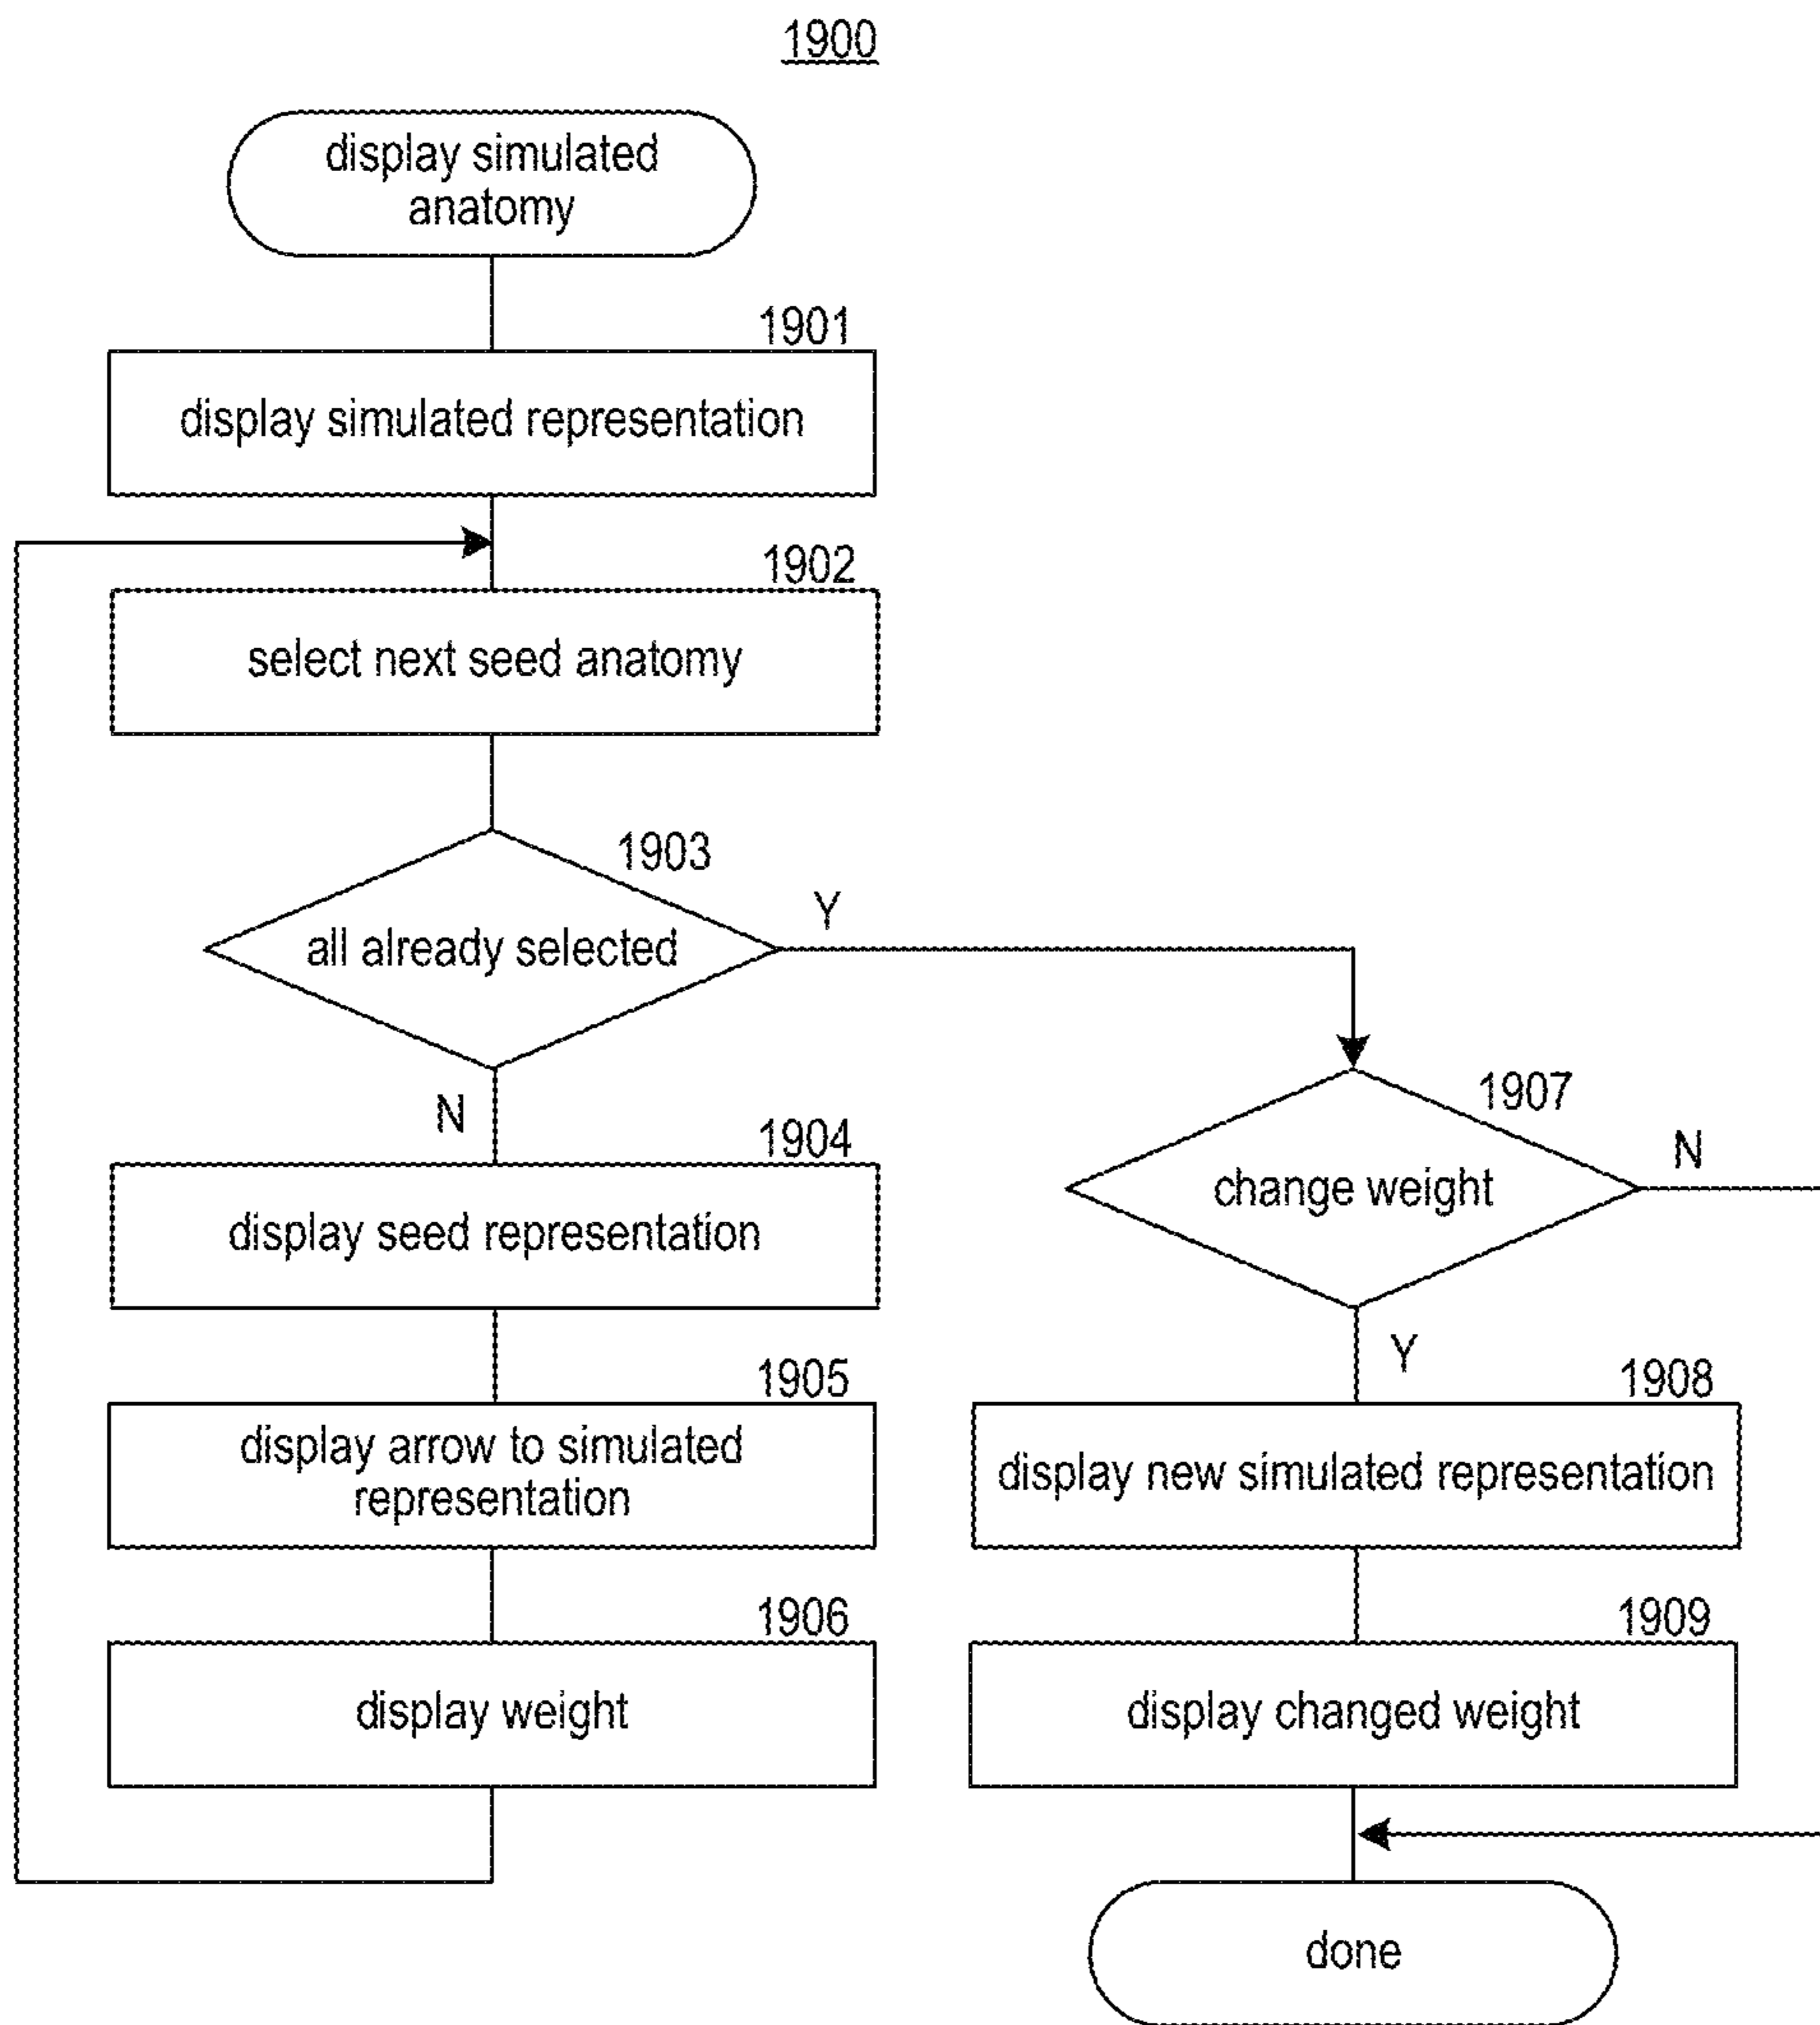 1900
display simulated
anatomy
1901
display simulated representation
1902
select next seed anatomy
1903
all already selected
Y
N
1904
display seed representation
1905
display arrow to simulated
representation
1906
display weight
1907
change weight
N
Y
1908
display new simulated representation
1909
display changed weight
done